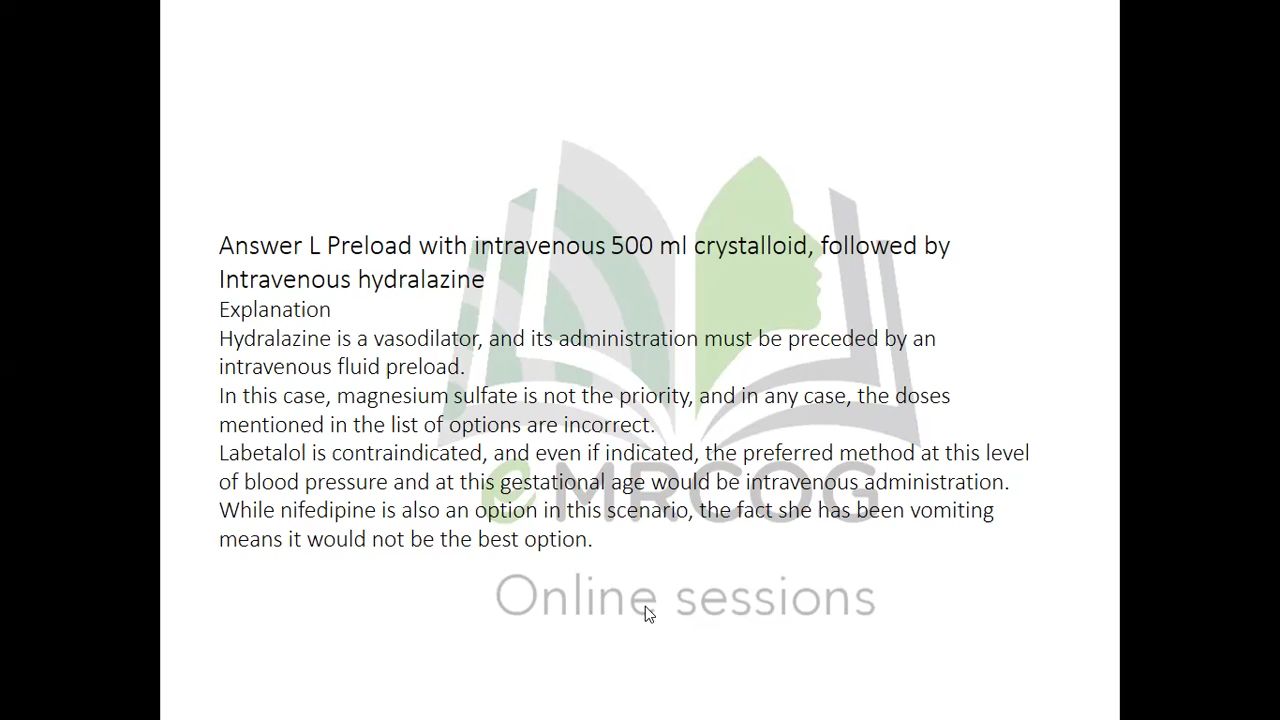 Answer L Preload with intravenous 500 ml crystalloid, followed by
Intravenous hydralazine
Explanation
Hydralazine is a vasodilator, and its administration must be preceded by an
intravenous fluid preload.
In this case, magnesium sulfate is not the priority, and in any case, the doses
mentioned in the list of options are incorrect.
Labetalol is contraindicated, and even if indicated, the preferred method at this level
of blood pressure and at this gestational age would be intravenous administration.
While nifedipine is also an option in this scenario, the fact she has been vomiting
means it would not be the best option.
eMRCOG
Online sessions